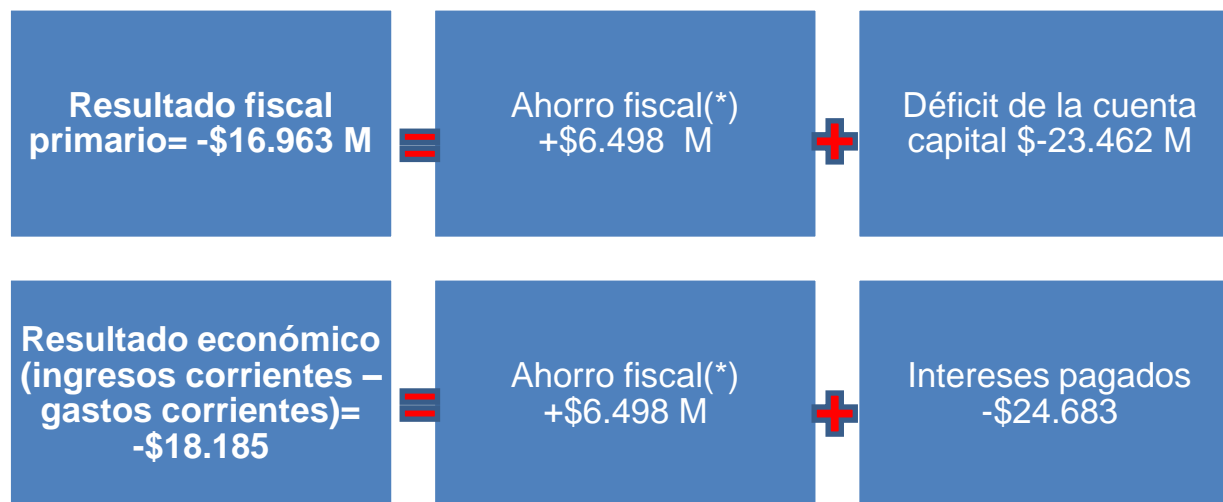 Resultado fiscal
primario= -$16.963 M
=
Ahorro fiscal(*)
+$6.498  M
+
Déficit de la cuenta
capital $-23.462 M
Resultado económico
(ingresos corrientes –
gastos corrientes)=
-$18.185
=
Ahorro fiscal(*)
+$6.498 M
+
Intereses pagados
-$24.683